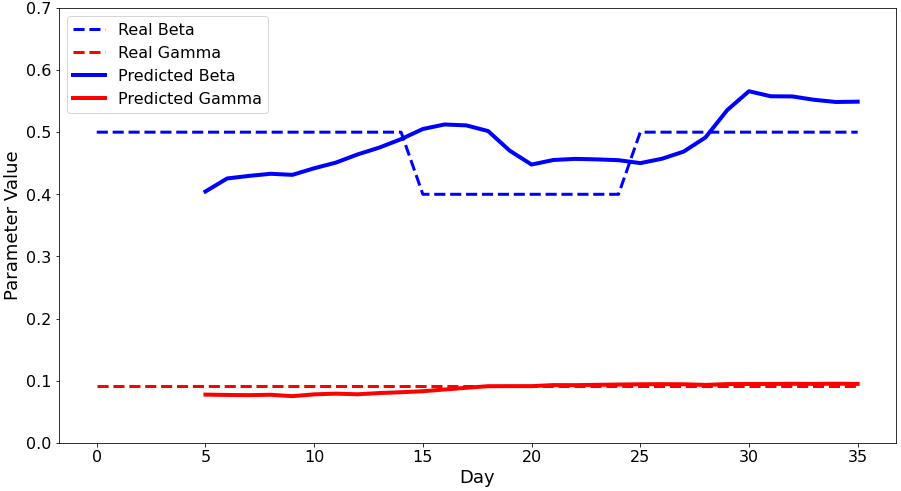 Real Beta
Real Gamma
Predicted Beta
Predicted Gamma
0.7
0.6
0.5
0.4
0.3
0.2
0.1
0.0
Parameter Value
0 5 10 15 20 25 30 35
Day